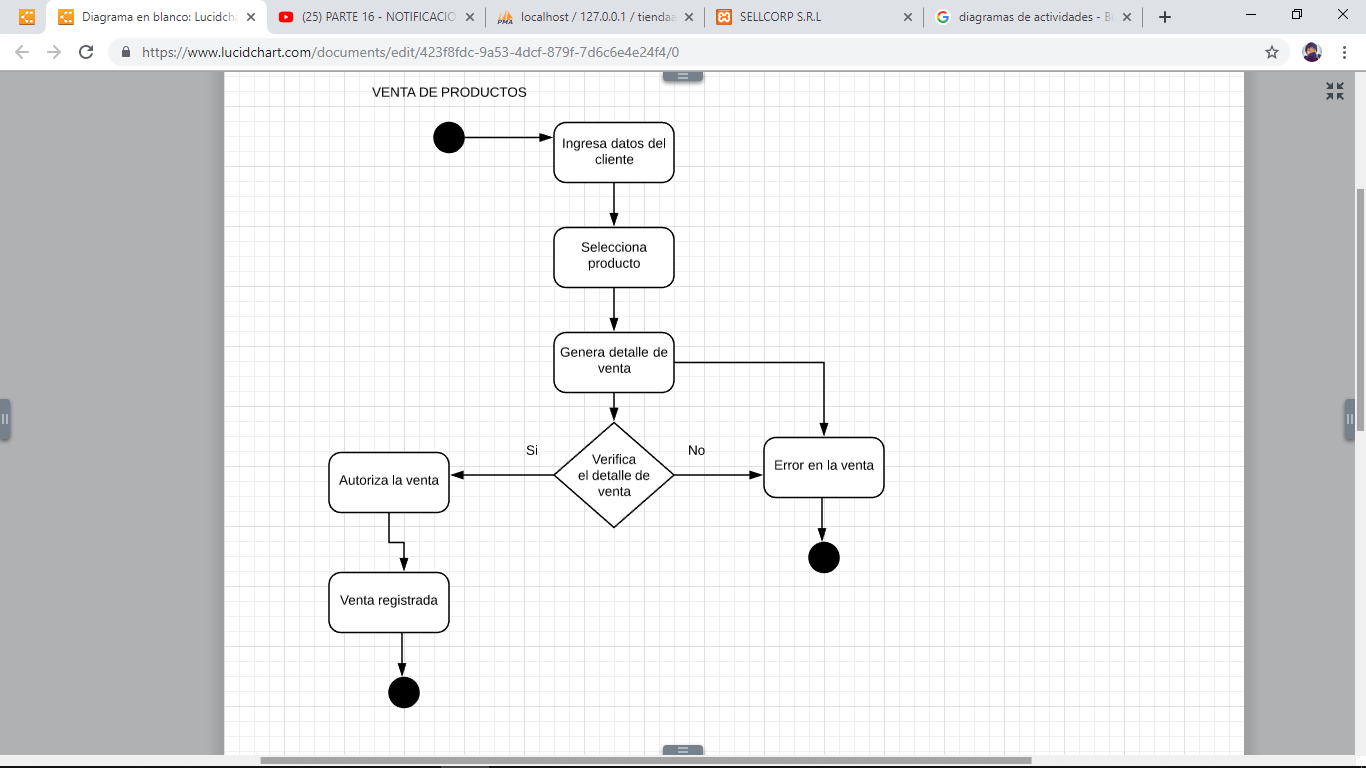 Diagrama en blanco: Lucidch
(25) PARTE 16 - NOTIFICACIO
PMA
localhost / 127.0.0.1 / tiendaa
SELLCORP S.R.L
diagramas de actividades - B
https://www.lucidchart.com/documents/edit/423f8fdc-9a53-4dcf-879f-7d6c6e4e24f4/0
VENTA DE PRODUCTOS
Ingresa datos del
cliente
Selecciona
producto
Genera detalle de
venta
Si
No
Verifica
el detalle de
venta
Error en la venta
Autoriza la venta
Venta registrada